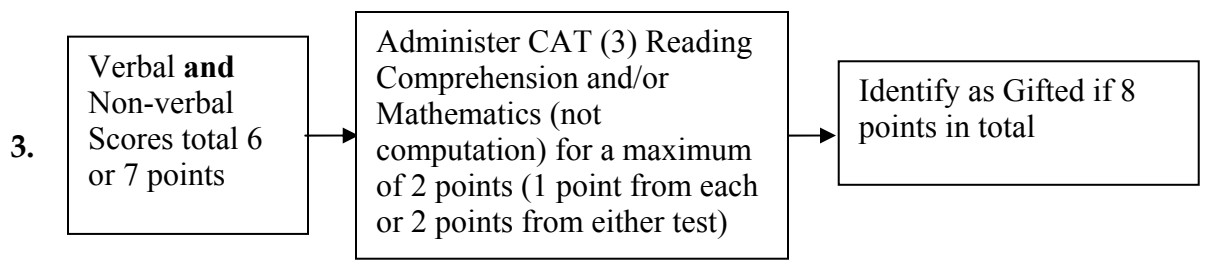 3.
Verbal and
Non-verbal
Scores total 6
or 7 points
Administer CAT (3) Reading
Comprehension and/or
Mathematics (not
computation) for a maximum
of 2 points (1 point from each
or 2 points from either test)
Identify as Gifted if 8
points in total